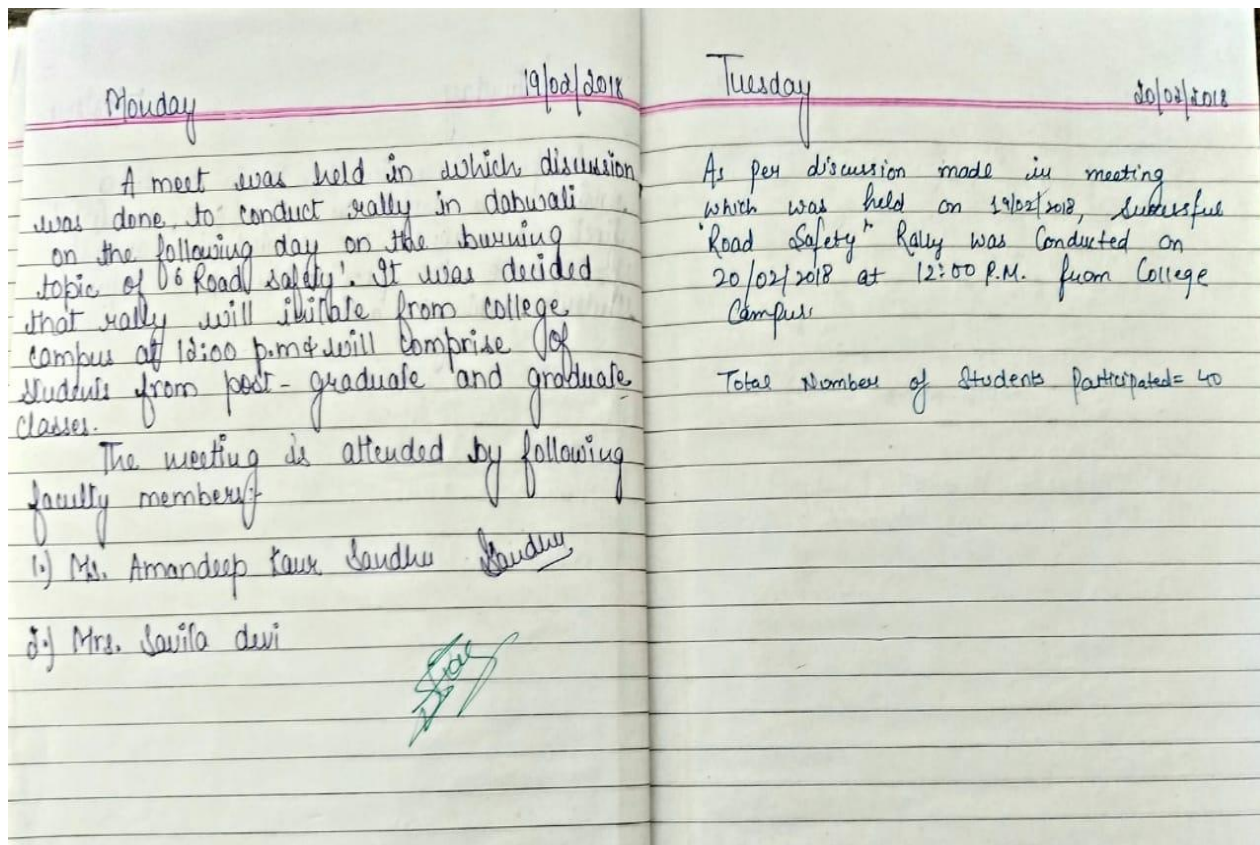 Monday 19/02/2018
A meet was held in which discussion
was done, to conduct rally in dabwali
on the following day on the burning
topic of "Road safety'. It was decided
that rally will initate from college
campus at 12:00 p.m & will comprise of
students from post-graduate and graduate
classes.
The meeting is attended by following
faculty members:-
1.) Ms. Amandeep Kaur Sandhu Sandhu
2.) Mrs. Savita devi
Tuesday 20/02/2018
As per discussion made in meeting
which was held on 19/02/2018, Successful
"Road Safety" Rally was Conducted on
20/02/2018 at 12:00 P.M. from College
Campus.
Total Number of Students Participated= 40